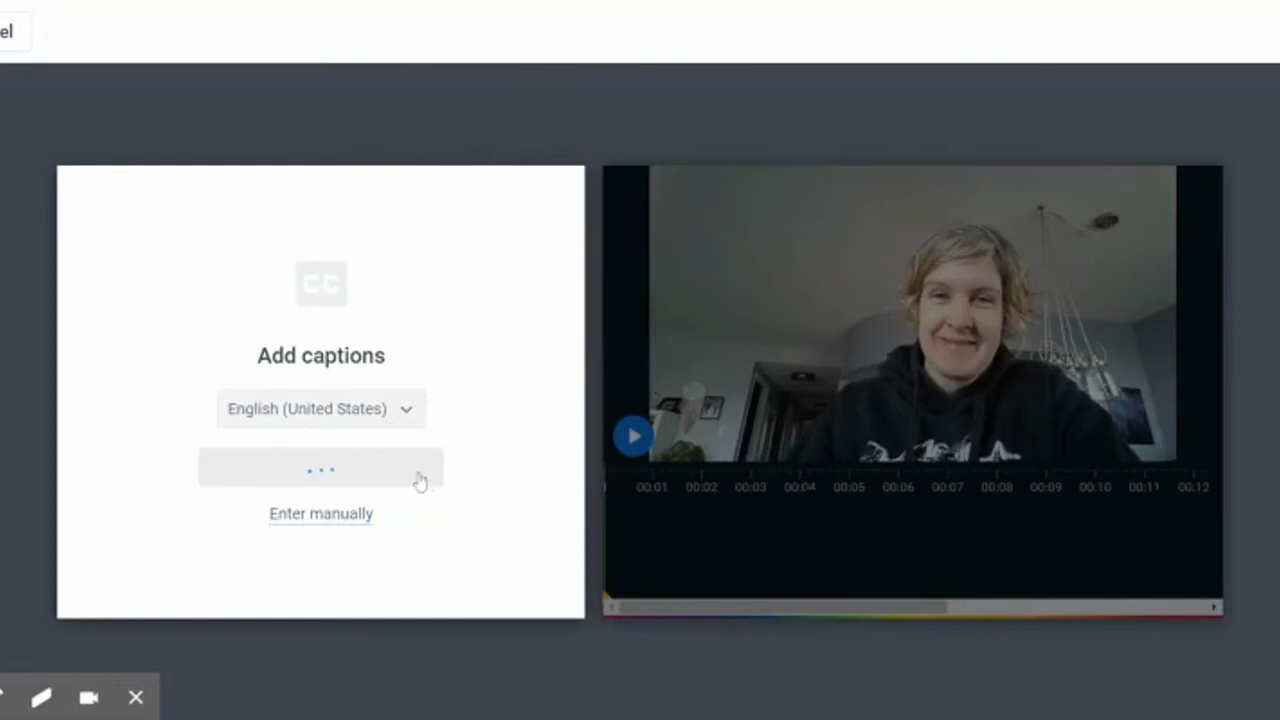 el
CC
Add captions
English (United States)
Enter manually
00:01 00:02 00:03 00:04 00:05 00:06 00:07 00:08 00:09 00:10 00:11 00:12